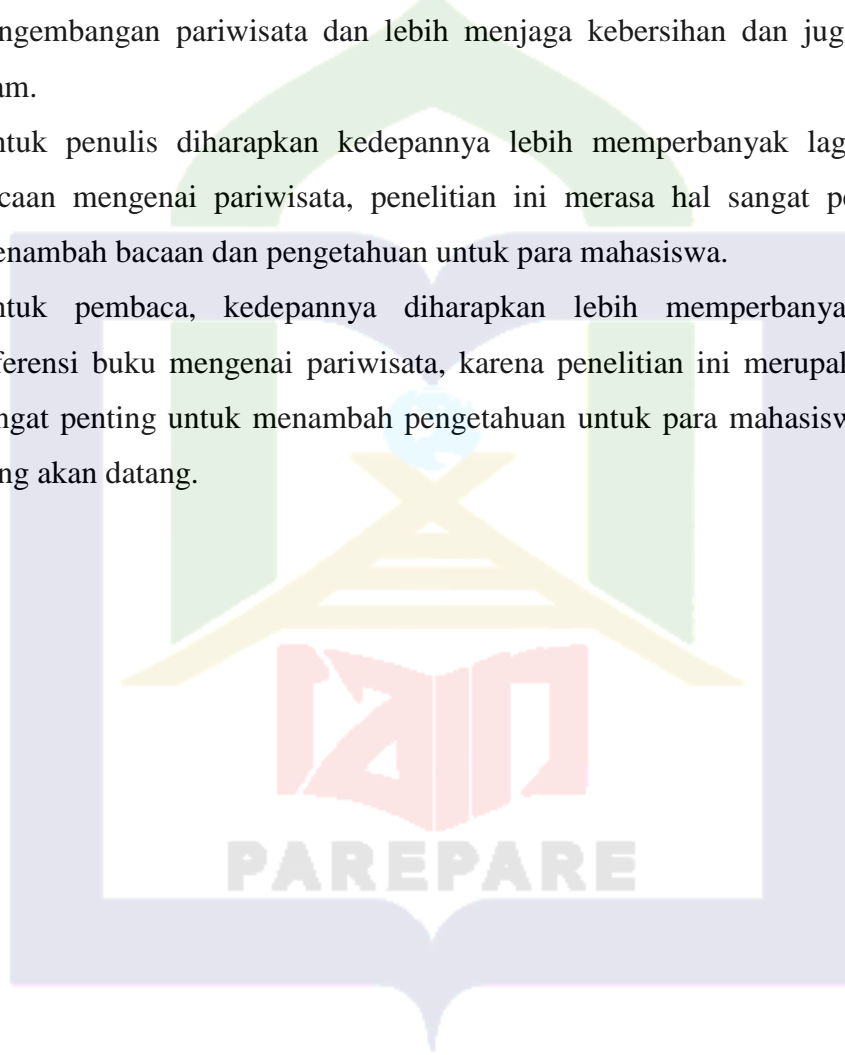 ngembangan pariwisata dan lebih menjaga kebersihan dan jug
am.
ntuk penulis diharapkan kedepannya lebih memperbanyak lag
caan mengenai pariwisata, penelitian ini merasa hal sangat pe
enambah bacaan dan pengetahuan untuk para mahasiswa.
ntuk pembaca, kedepannya diharapkan lebih memperbanya
ferensi buku mengenai pariwisata, karena penelitian ini merupak
ngat penting untuk menambah pengetahuan untuk para mahasisw
ng akan datang.
iain
PAREPARE